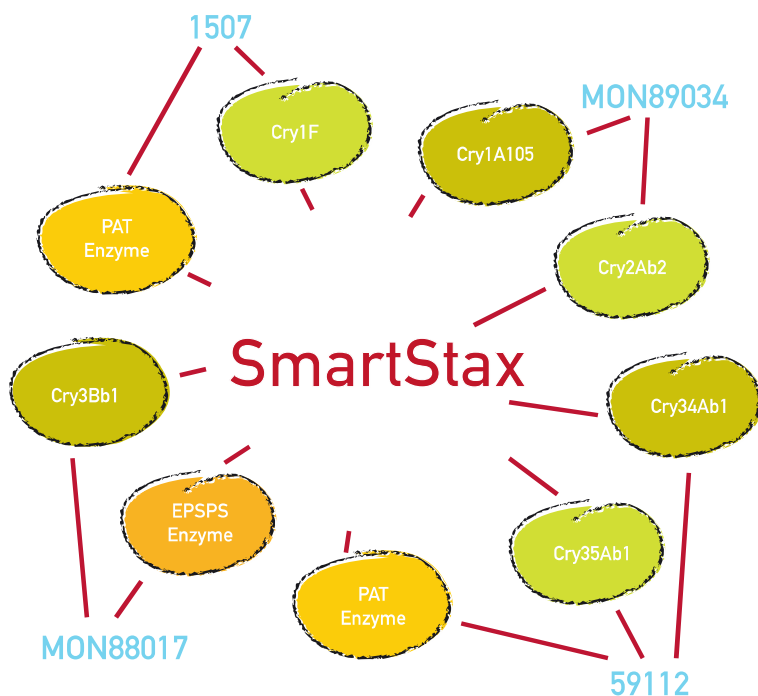 1507
Cry1F
MON89034
Cry1A105
PAT
Enzyme
Cry2Ab2
SmartStax
Cry3Bb1
Cry34Ab1
EPSPS
Enzyme
Cry35Ab1
PAT
Enzyme
MON88017
59112